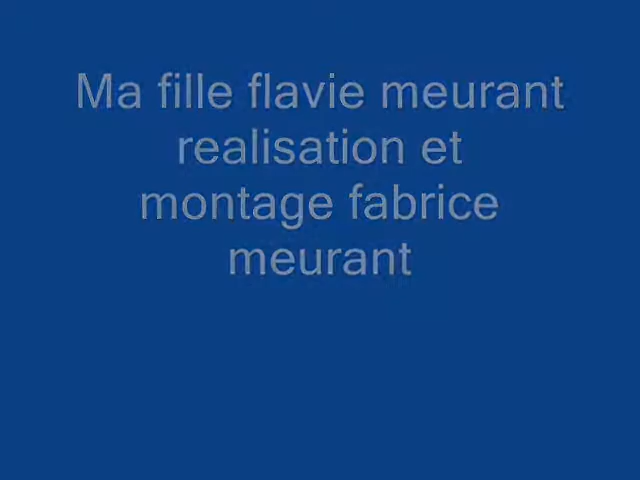 Ma fille flavie meurant
realisation et
montage fabrice
meurant